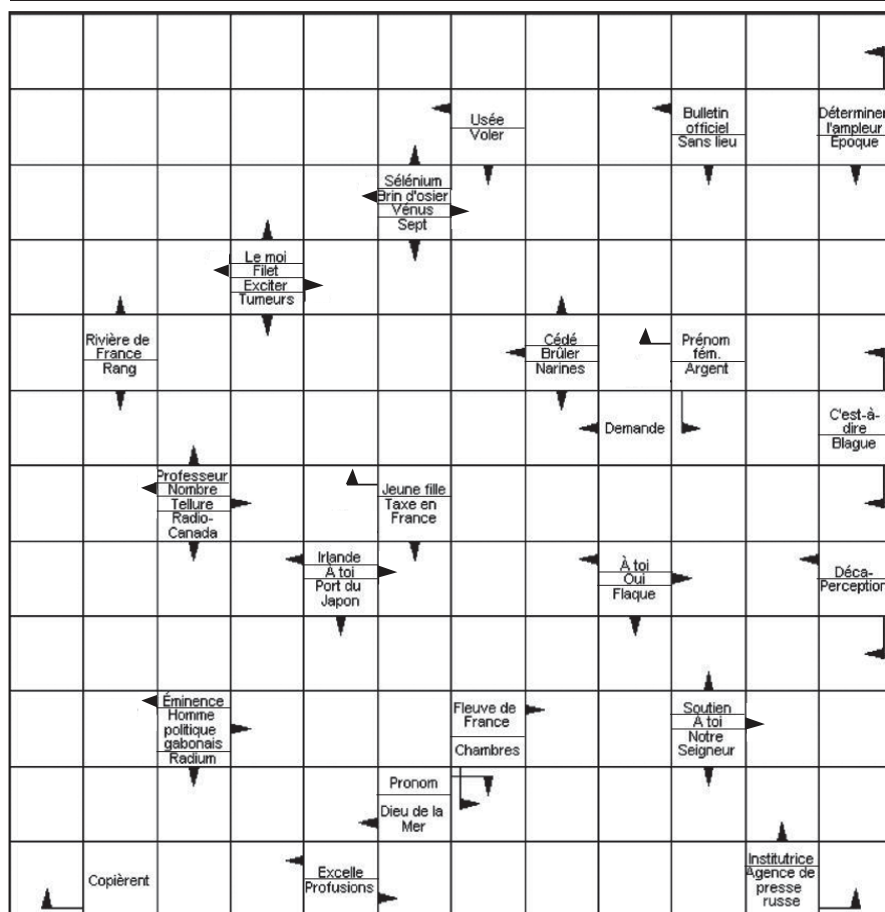 Usée
Voler
Bulletin
officiel
Sans lieu
Déterminer
l'ampleur
Époque
Sélénium
Brin d'osier
Vénus
Sept
Le moi
Filet
Exciter
Tumeurs
Rivière de
France
Rang
Cédé
Brûler
Narines
Prénom
fém.
Argent
Demande
C'est-à-
dire
Blague
Professeur
Nombre
Tellure
Radio-
Canada
Jeune fille
Taxe en
France
Irlande
À toi
Port du
Japon
À toi
Oui
Flaque
Déca-
Perception
Éminence
Homme
politique
gabonais
Radium
Fleuve de
France
Chambres
Soutien
À toi
Notre
Seigneur
Pronom
Dieu de la
Mer
Copièrent
Excelle
Profusions
Institutrice
Agence de
presse
russe